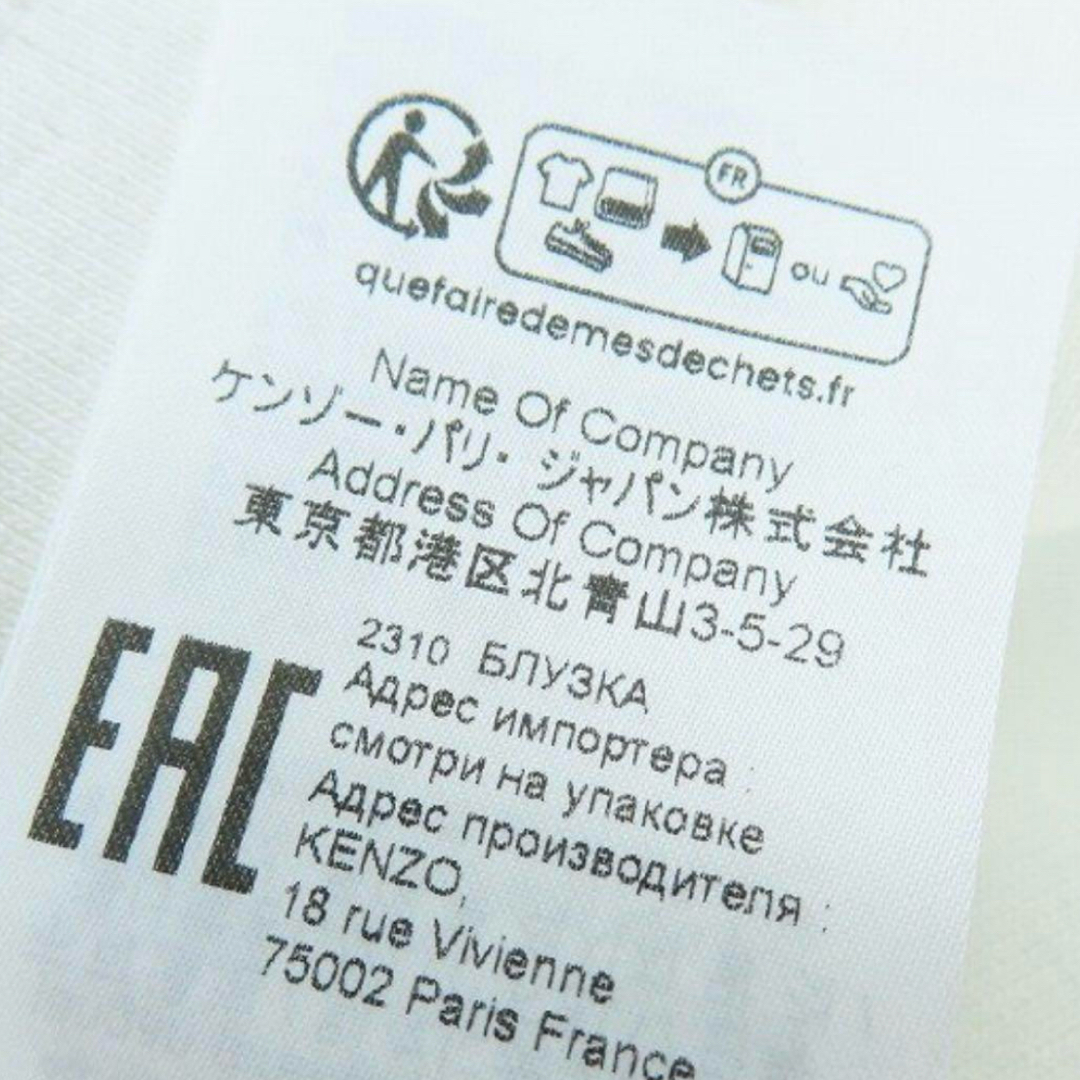 FR
ou
quefairedemesdechets.fr
Name Of Company
ケンゾー・パリ・ジャパン株式会社
Address Of Company
東京都港区北青山3-5-29
EAC
2310 БЛУЗКА
Адрес импортера :
смотри на упаковке
Адрес производителя :
KENZO,
18 rue Vivienne
75002 Paris France